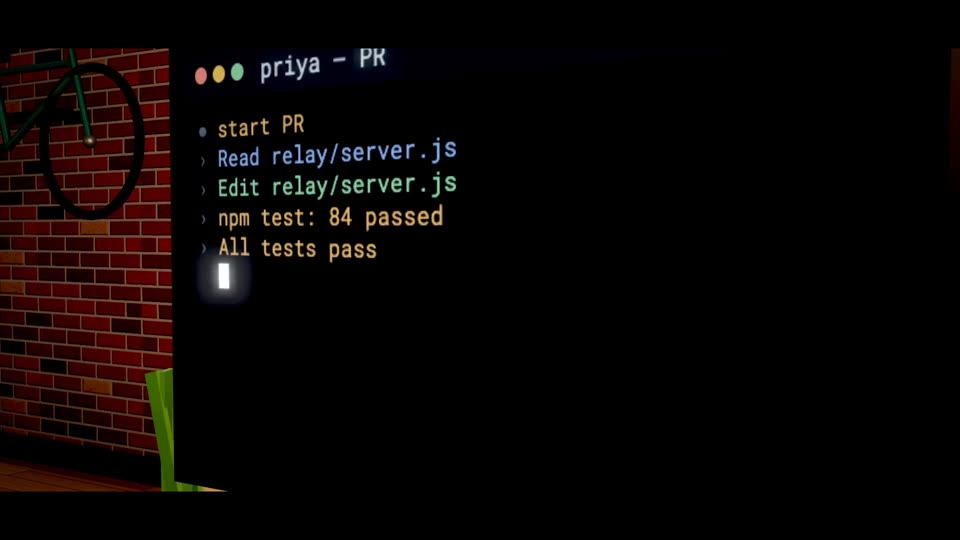 priya — PR
start PR
Read relay/server.js
Edit relay/server.js
npm test: 84 passed
All tests pass